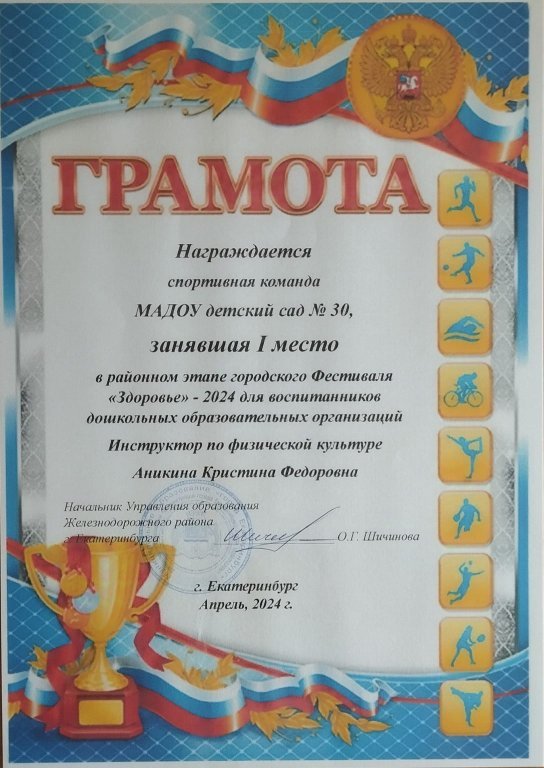 ГРАМОТА
Награждается
спортивная команда
МАДОУ детский сад № 30,
занявшая I место
в районном этапе городского Фестиваля
«Здоровье» - 2024 для воспитанников
дошкольных образовательных организаций
Инструктор по физической культуре
Аникина Кристина Федоровна
Начальник Управления образования
Железнодорожного района
г. Екатеринбурга О.Г. Шичинова
г. Екатеринбург
Апрель, 2024 г.